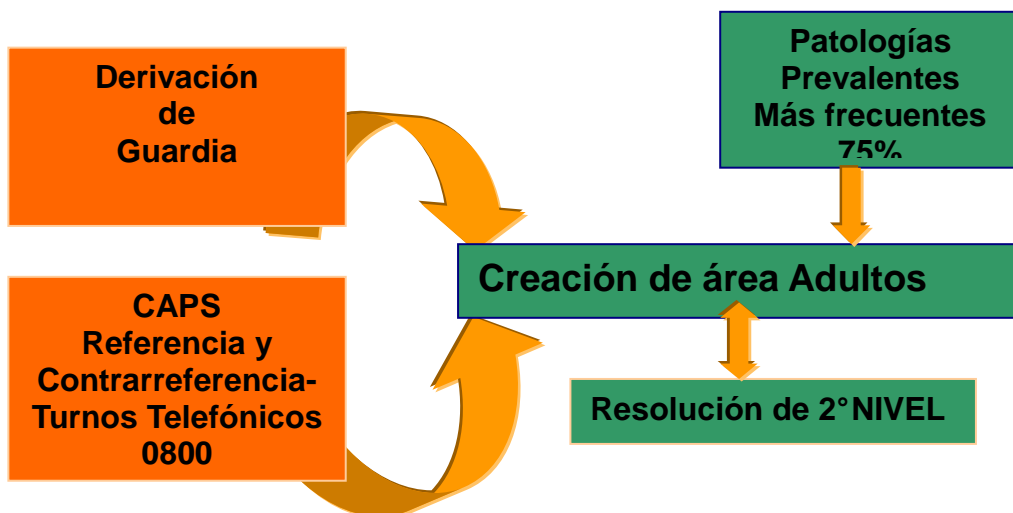 Derivación
de
Guardia
Patologías
Prevalentes
Más frecuentes
75%
Creación de área Adultos
CAPS
Referencia y
Contrarreferencia-
Turnos Telefónicos
0800
Resolución de 2° NIVEL